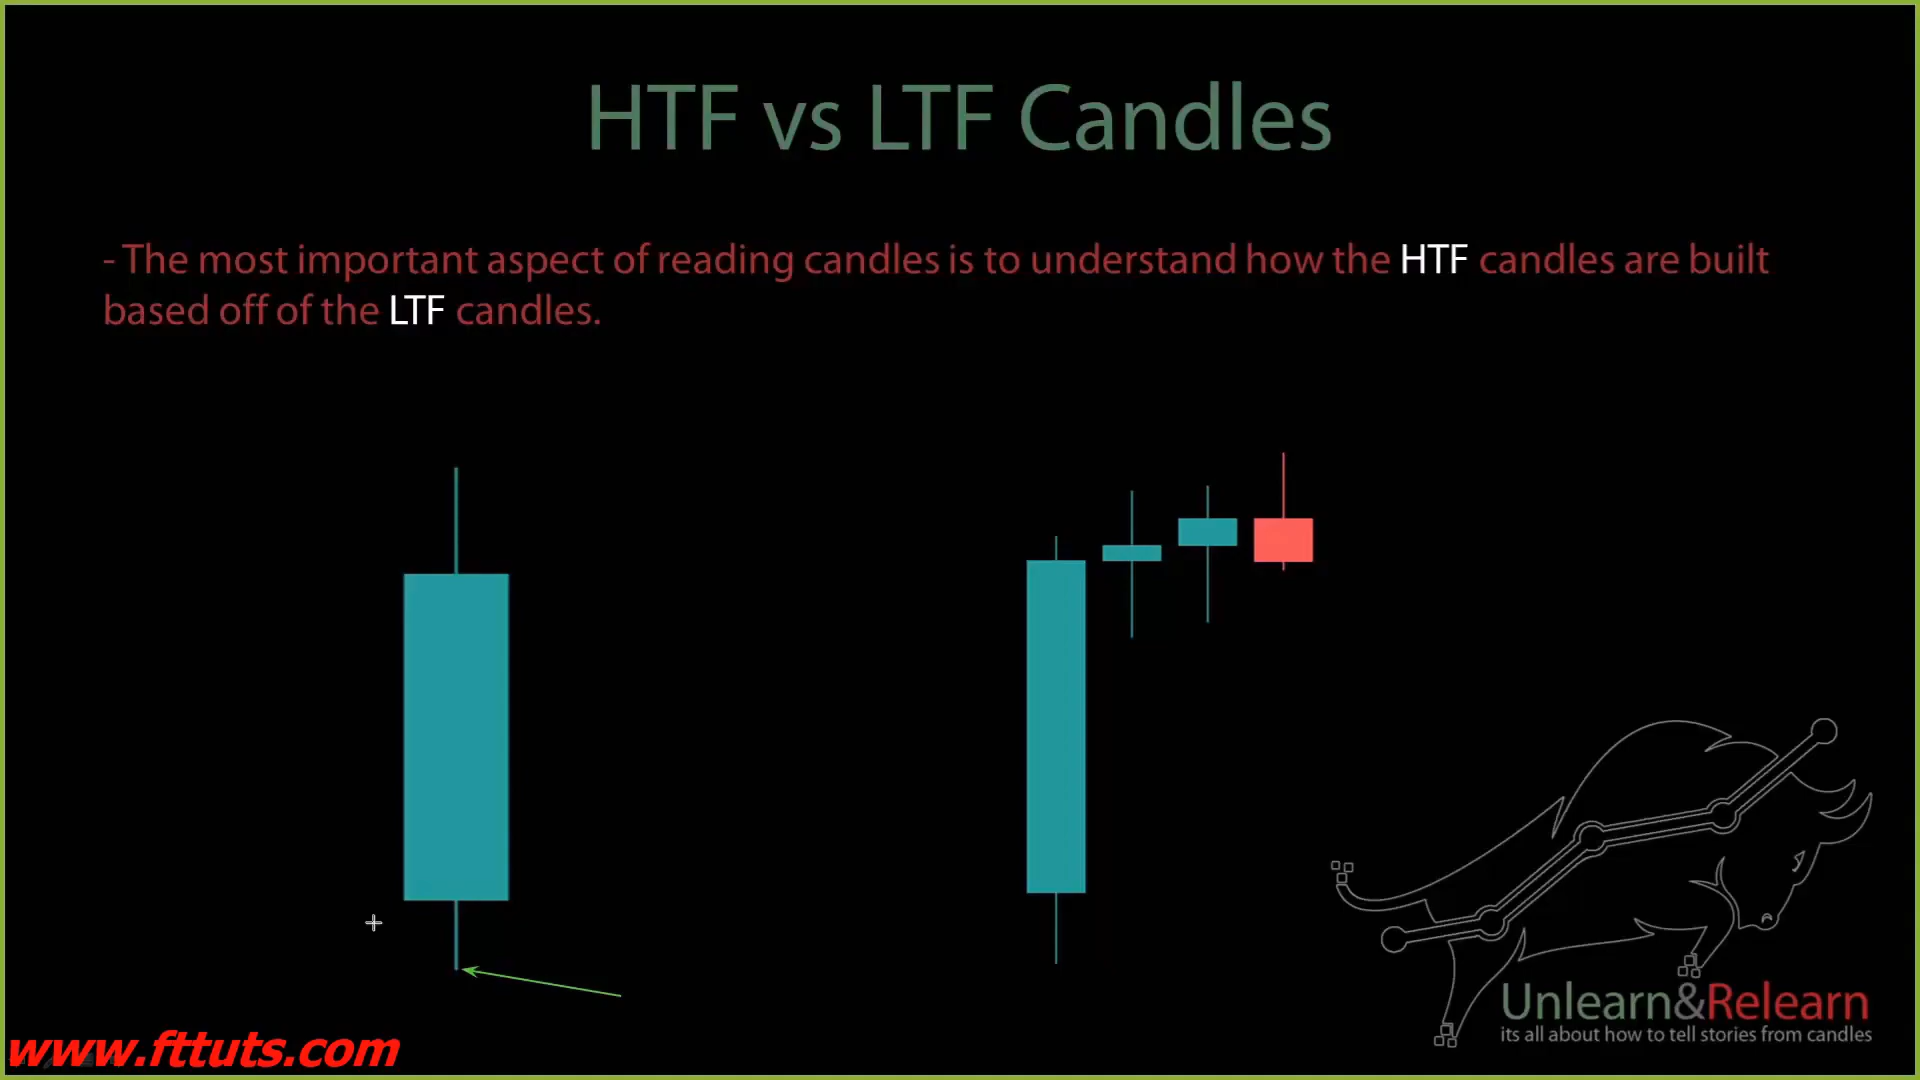 HTF vs LTF Candles
- The most important aspect of reading candles is to understand how the HTF candles are built
based off of the LTF candles.
Unlearn&Relearn
its all about how to tell stories from candles
www.fttuts.com